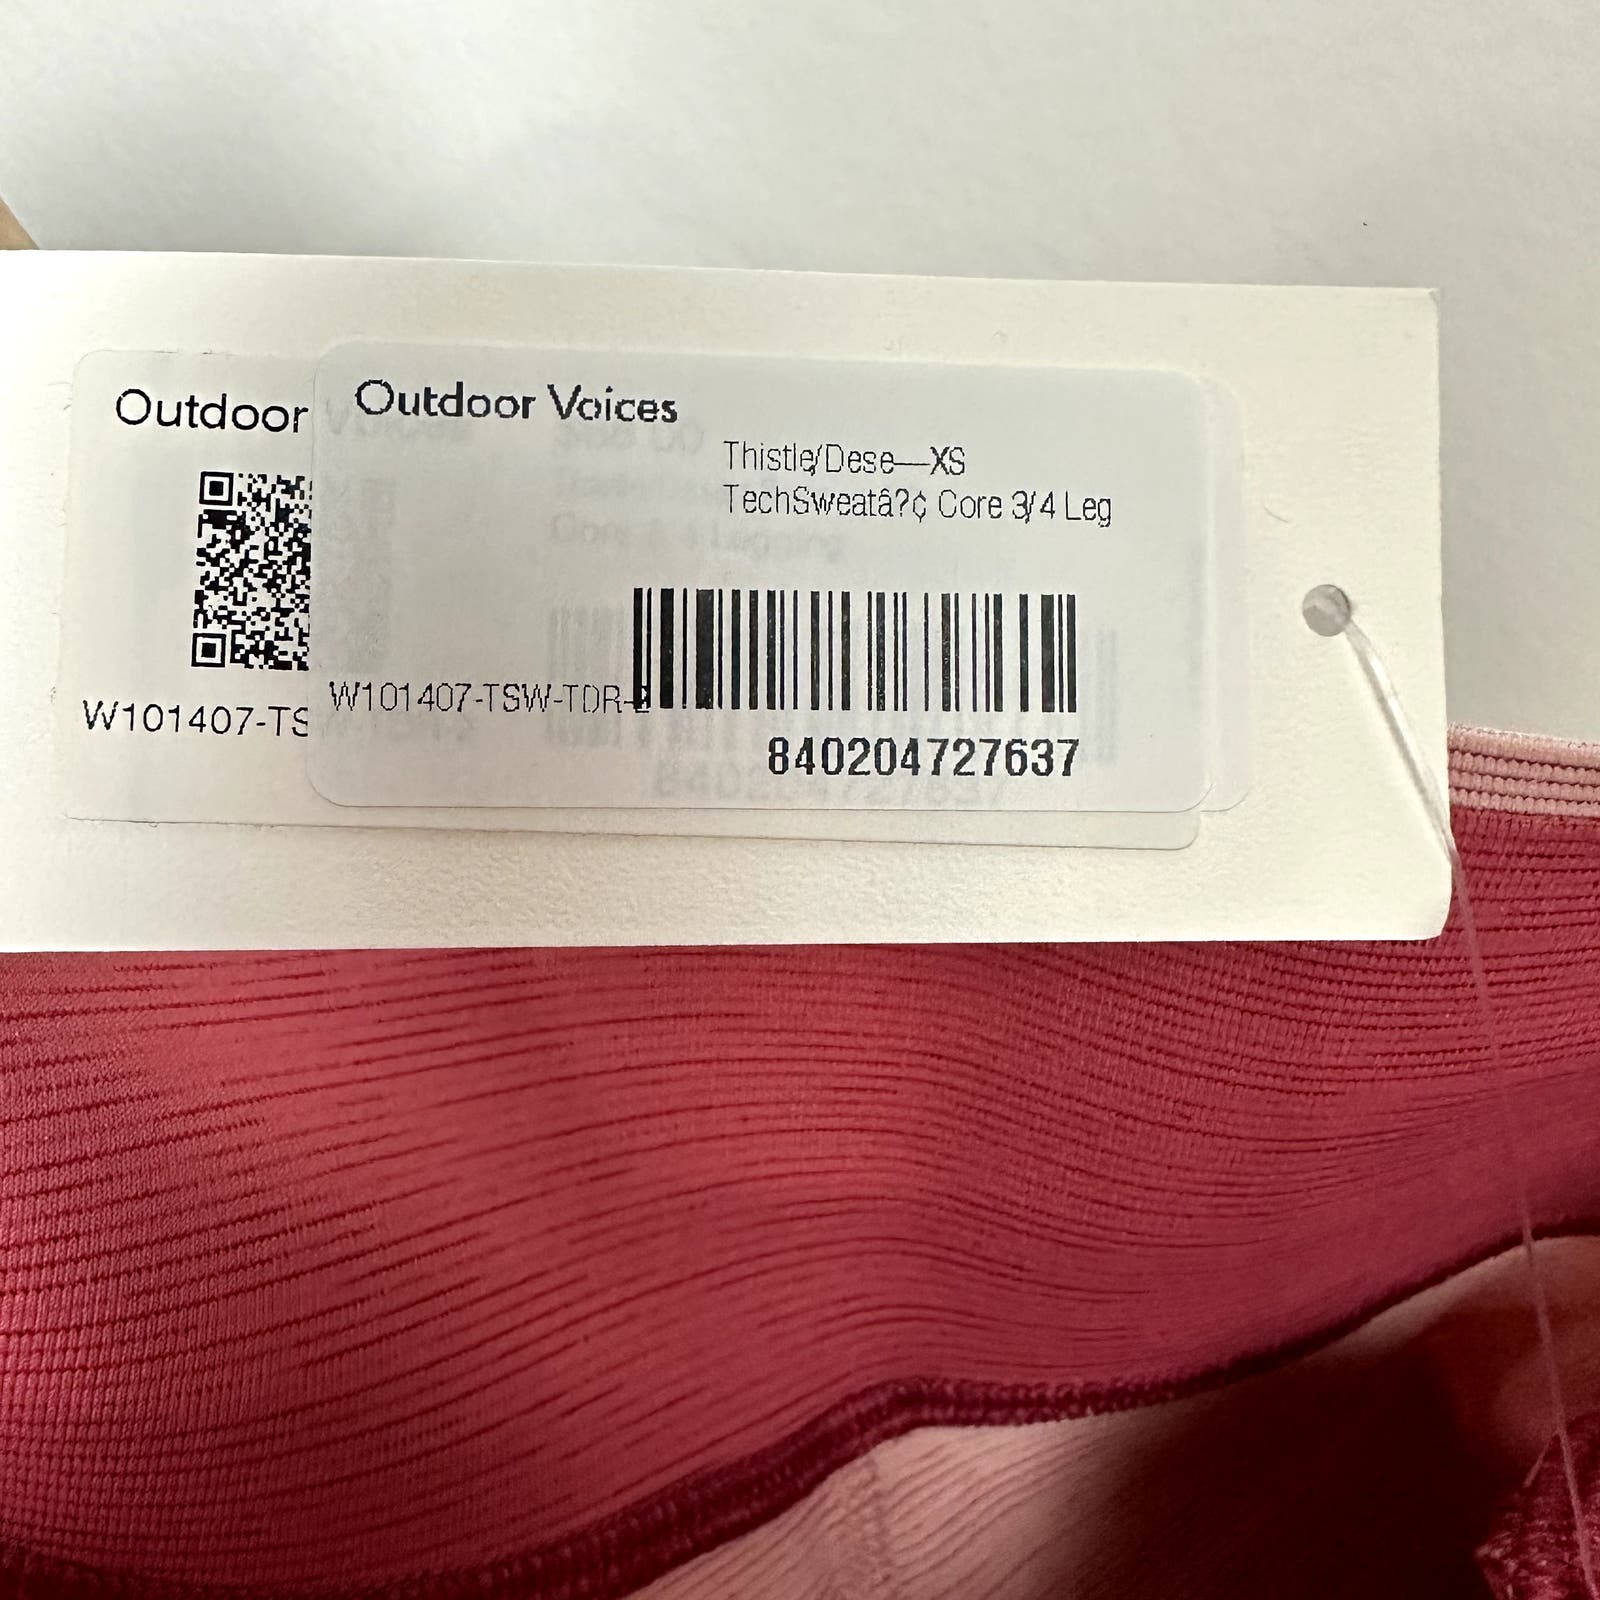 Outdoor
W101407-TS
Outdoor Voices
Thistle/Dese—XS
TechSweatâ?¢ Core 3/4 Leg
W101407-TSW-TDR-2
840204727637